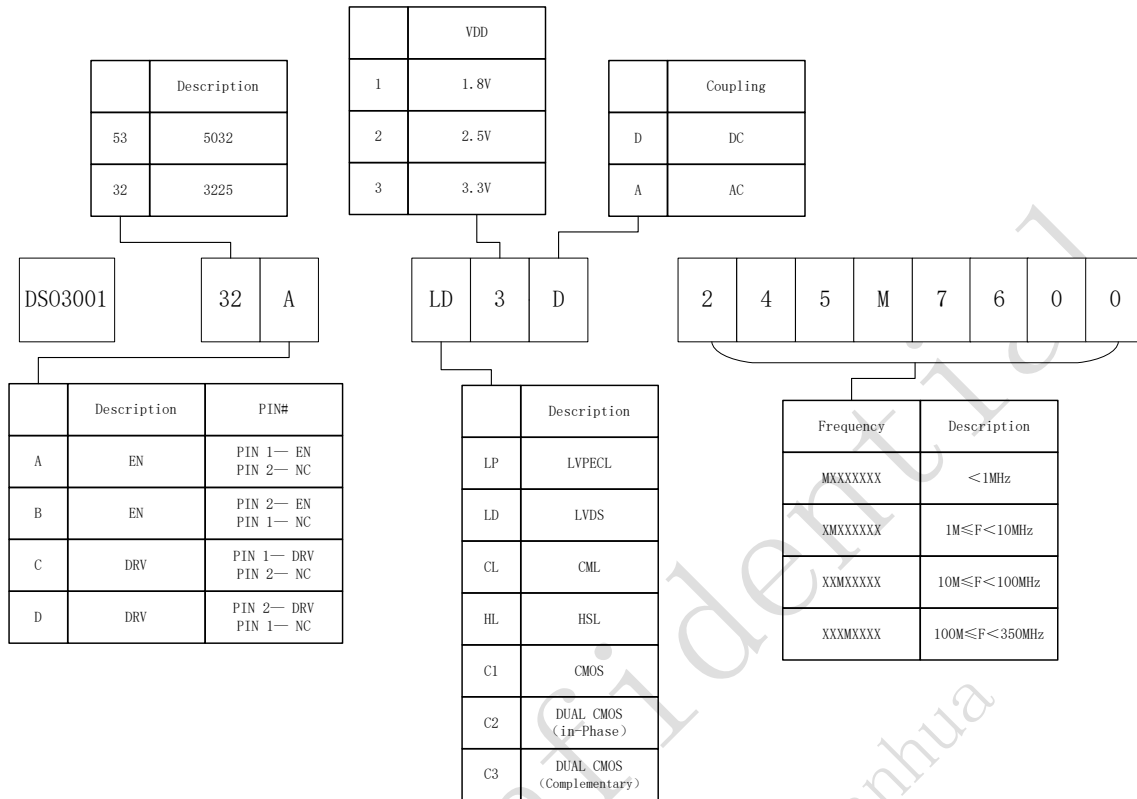 VDD
1 1.8V
2 2.5V
3 3.3V
Description
53 5032
32 3225
Coupling
D DC
A AC
DSO3001 32 A LD 3 D 2 4 5 M 7 6 0 0
Description PIN#
A EN PIN 1— EN
PIN 2— NC
B EN PIN 2— EN
PIN 1— NC
C DRV PIN 1— DRV
PIN 2— NC
D DRV PIN 2— DRV
PIN 1— NC
Description
LP LVPECL
LD LVDS
CL CML
HL HSL
C1 CMOS
C2 DUAL CMOS
(in-Phase)
C3 DUAL CMOS
(Complementary)
Frequency Description
MXXXXXXX <1MHz
XMXXXXXX 1M≤F<10MHz
XXMXXXXX 10M≤F<100MHz
XXXMXXXX 100M≤F<350MHz
fidential
nhua